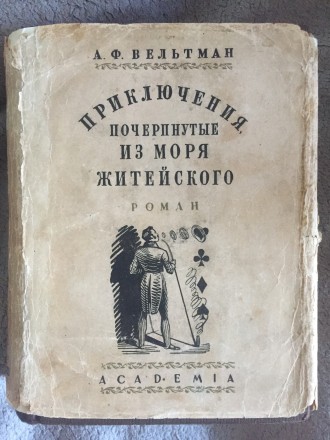 А. Ф. ВЕЛЬТМАН
ПРИКЛЮЧЕНИЯ,
ПОЧЕРПНУТЫЕ
ИЗ МОРЯ
ЖИТЕЙСКОГО
РОМАН
ACADEMIA